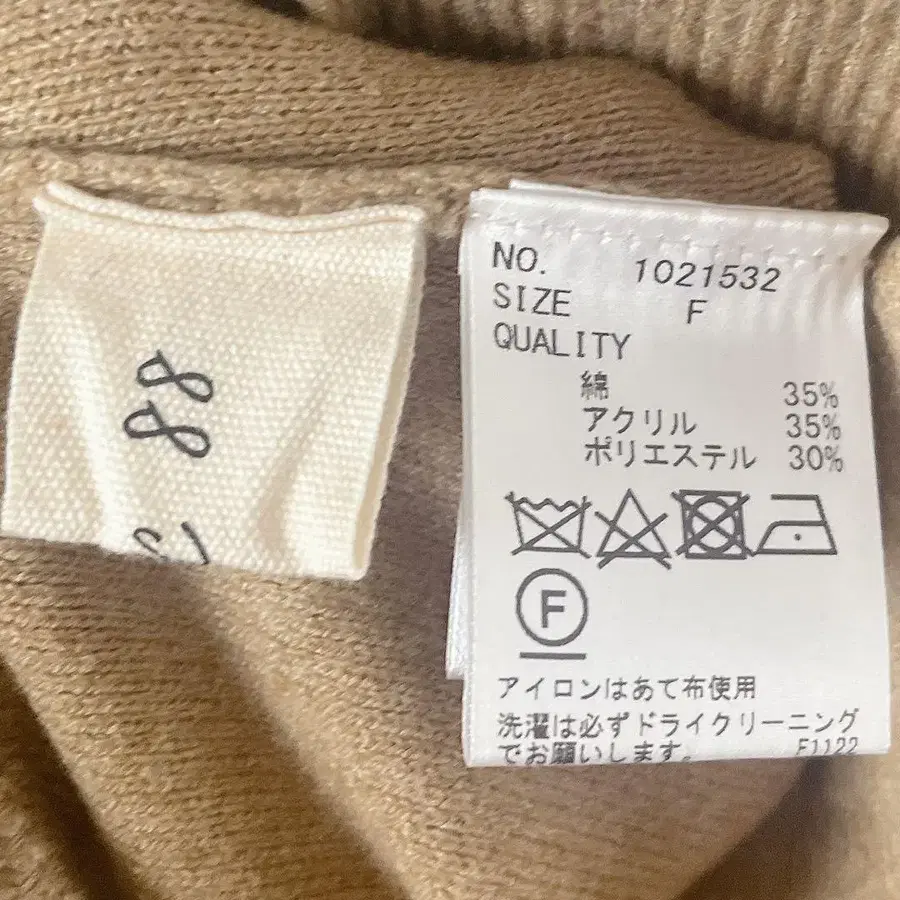 NO. 1021532
SIZE F
QUALITY
綿 35%
アクリル 35%
ポリエステル 30%
F
アイロンはあて布使用
洗濯は必ずドライクリーニング
でお願いします。 F1122